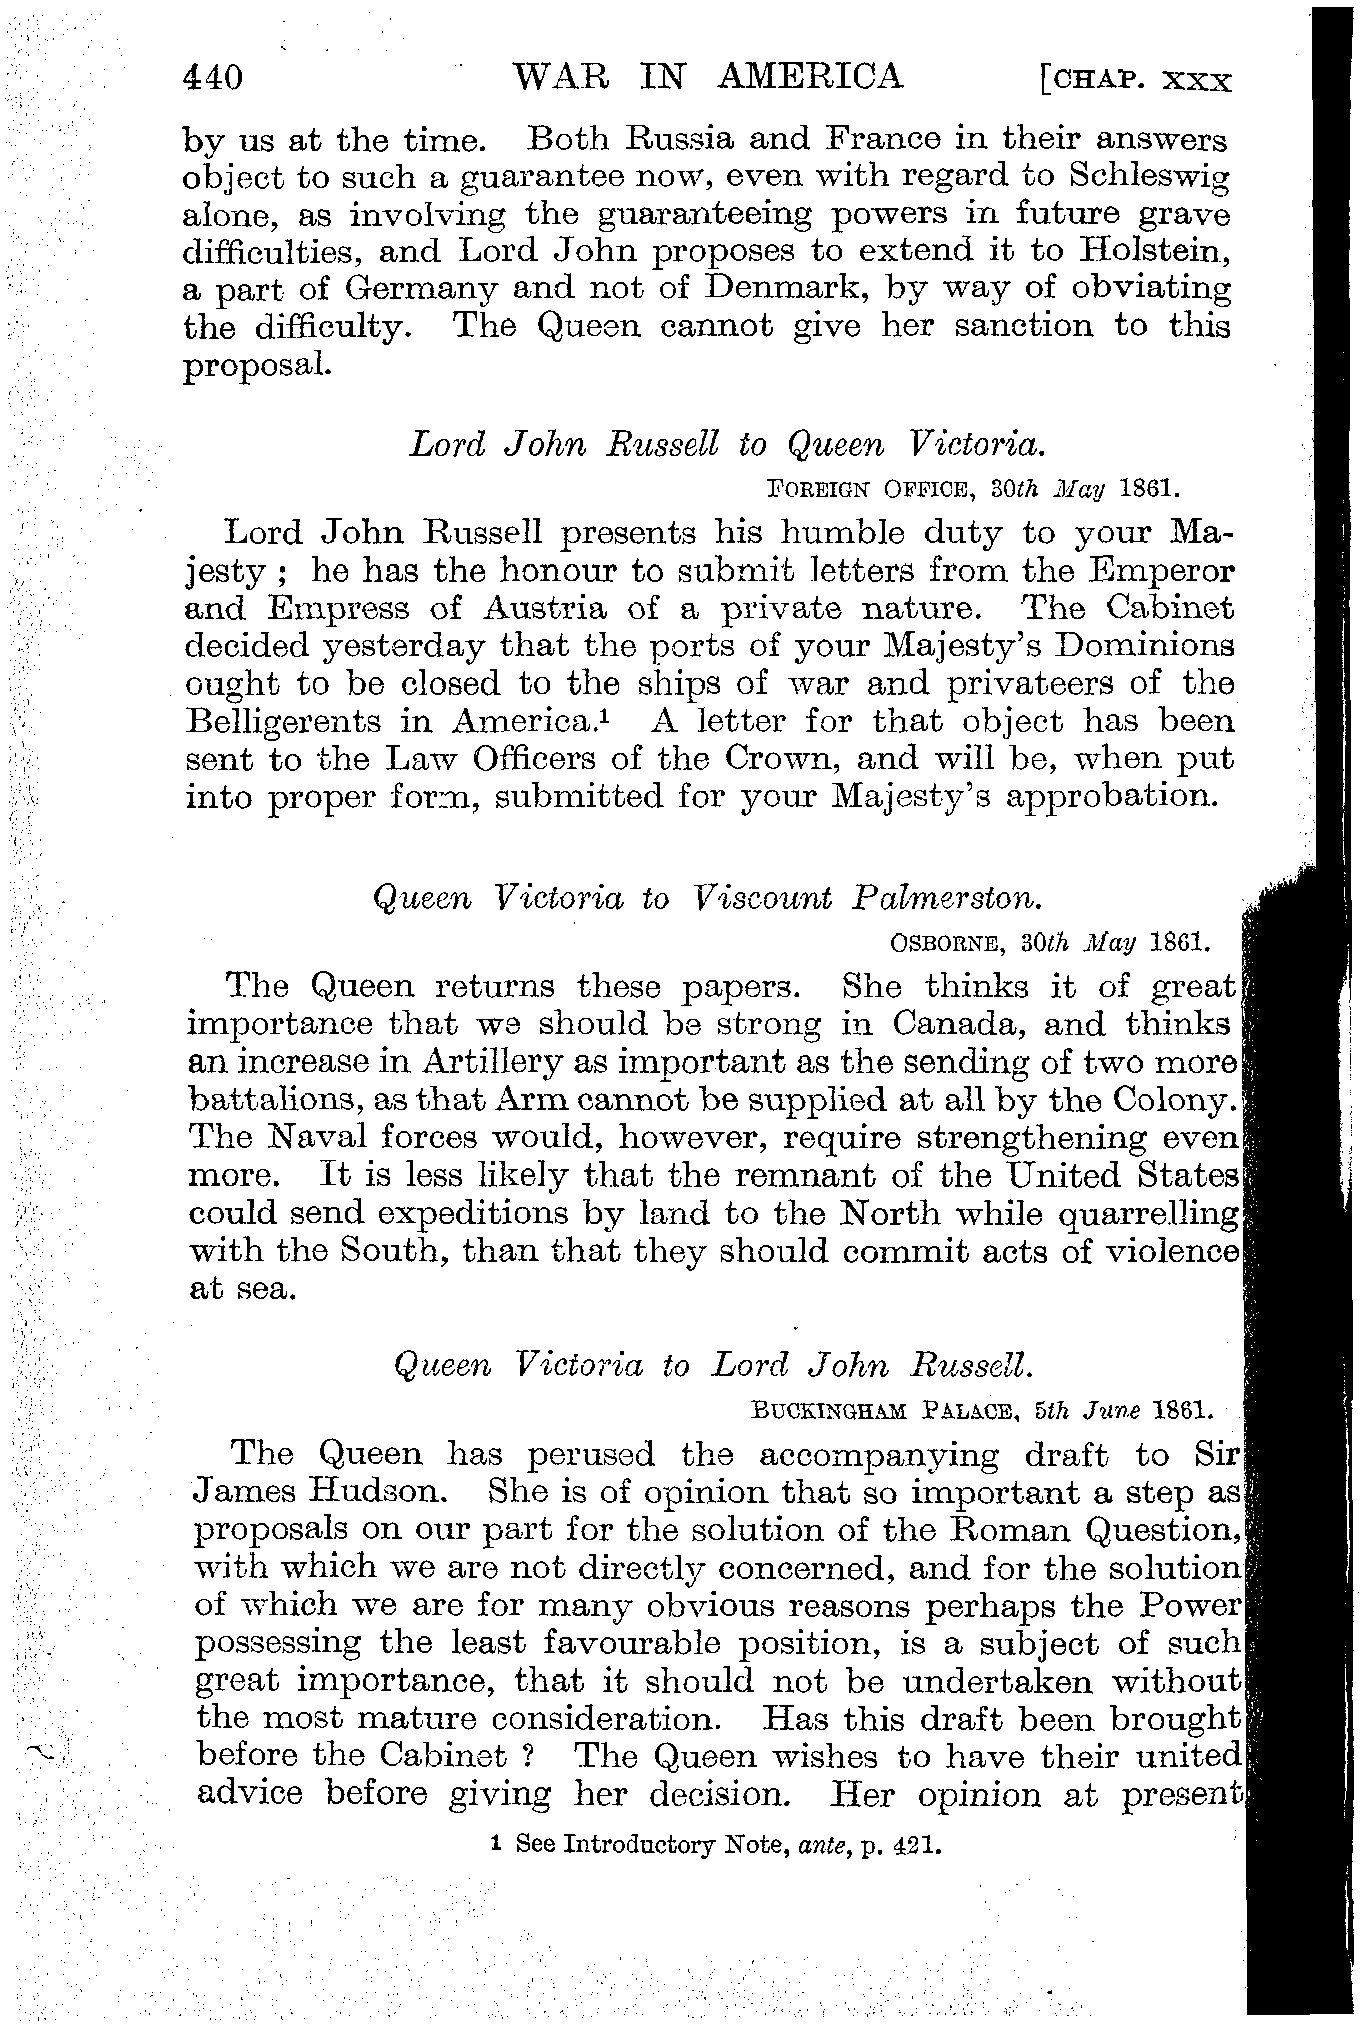 440 WAR IN AMERICA [CHAP. XXX
by us at the time. Both Russia and France in their answers
object to such a guarantee now, even with regard to Schleswig
alone, as involving the guaranteeing powers in future grave
difficulties, and Lord John proposes to extend it to Holstein,
a part of Germany and not of Denmark, by way of obviating
the difficulty. The Queen cannot give her sanction to this
proposal.
Lord John Russell to Queen Victoria.
FOREIGN OFFICE, 30th May 1861.
Lord John Russell presents his humble duty to your Ma-
jesty ; he has the honour to submit letters from the Emperor
and Empress of Austria of a private nature. The Cabinet
decided yesterday that the ports of your Majesty's Dominions
ought to be closed to the ships of war and privateers of the
Belligerents in America.¹ A letter for that object has been
sent to the Law Officers of the Crown, and will be, when put
into proper form, submitted for your Majesty's approbation.
Queen Victoria to Viscount Palmerston.
OSBORNE, 30th May 1861.
The Queen returns these papers. She thinks it of great
importance that we should be strong in Canada, and thinks
an increase in Artillery as important as the sending of two more
battalions, as that Arm cannot be supplied at all by the Colony.
The Naval forces would, however, require strengthening even
more. It is less likely that the remnant of the United States
could send expeditions by land to the North while quarrelling
with the South, than that they should commit acts of violence
at sea.
Queen Victoria to Lord John Russell.
BUCKINGHAM PALACE, 5th June 1861.
The Queen has perused the accompanying draft to Sir
James Hudson. She is of opinion that so important a step as
proposals on our part for the solution of the Roman Question,
with which we are not directly concerned, and for the solution
of which we are for many obvious reasons perhaps the Power
possessing the least favourable position, is a subject of such
great importance, that it should not be undertaken without
the most mature consideration. Has this draft been brought
before the Cabinet ? The Queen wishes to have their united
advice before giving her decision. Her opinion at present
1 See Introductory Note, ante, p. 421.